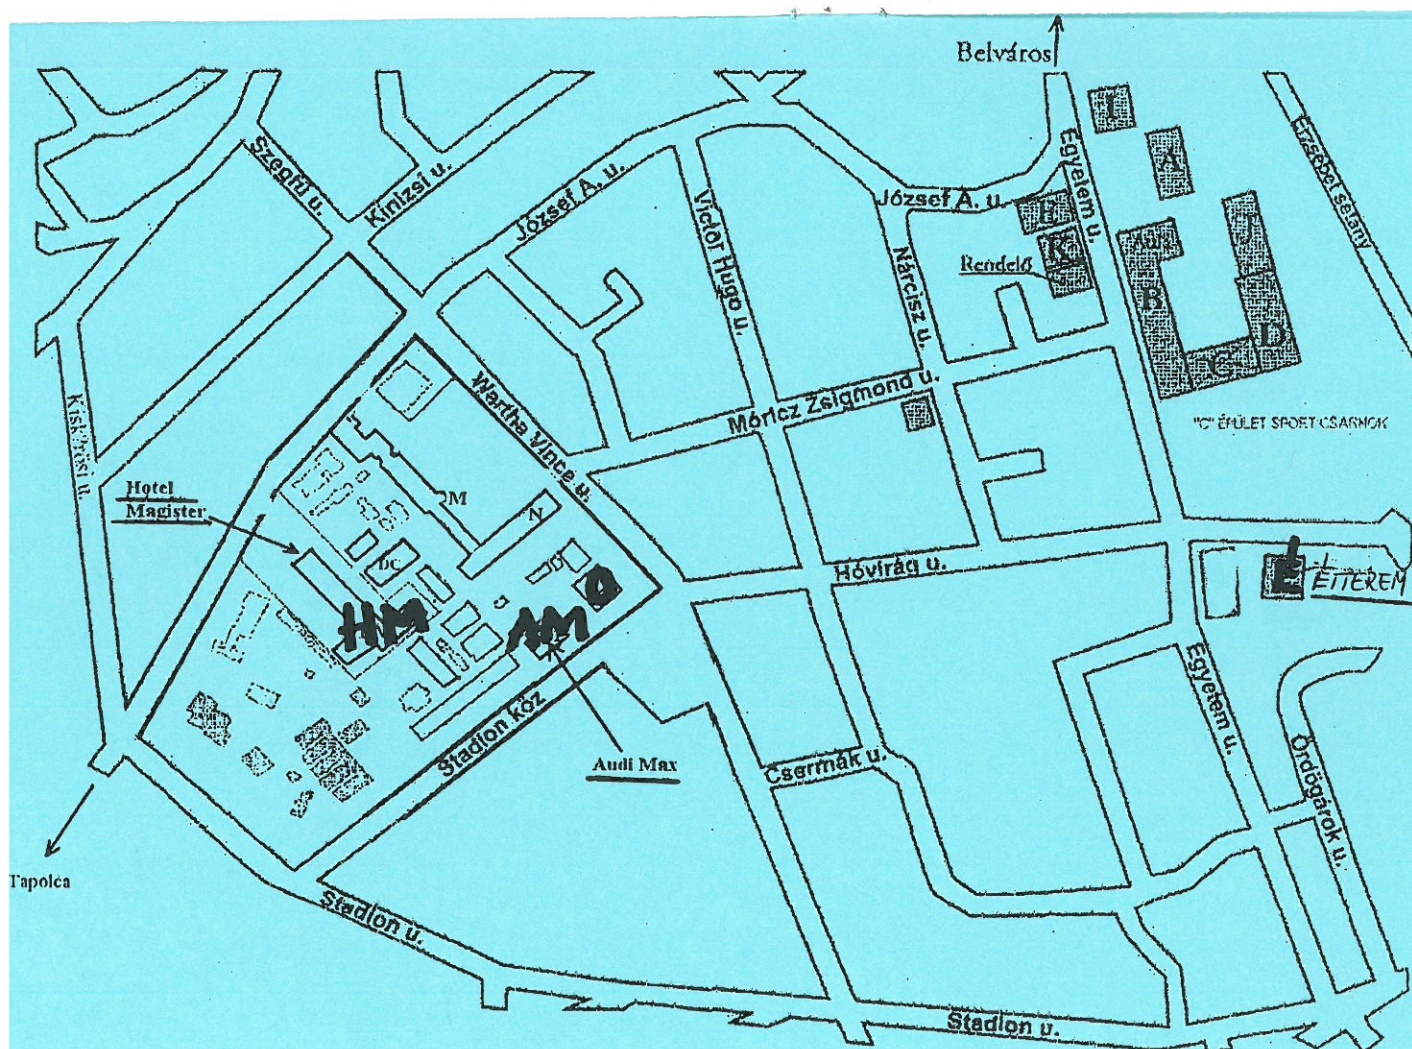 Belváros
I
A
Erzsébet sétány
Egyetem u.
Szegfű u.
Kinizsi u.
József A. u.
József A. u.
Victor Hugo u.
Nárcisz u.
K
Rendelő
Aula
B
J
D
C
"C" ÉPÜLET SPORTCSARNOK
Kiskőrösi u.
Wartha Vince u.
Móricz Zsigmond u.
Hotel
Magister
M
N
DC
Hóvirág u.
É
ÉTTEREM
HM
AM
O
Egyetem u.
Stadion köz
Audi Max
Csermák u.
Ördögárok u.
Tapolca
Stadion u.
Stadion u.